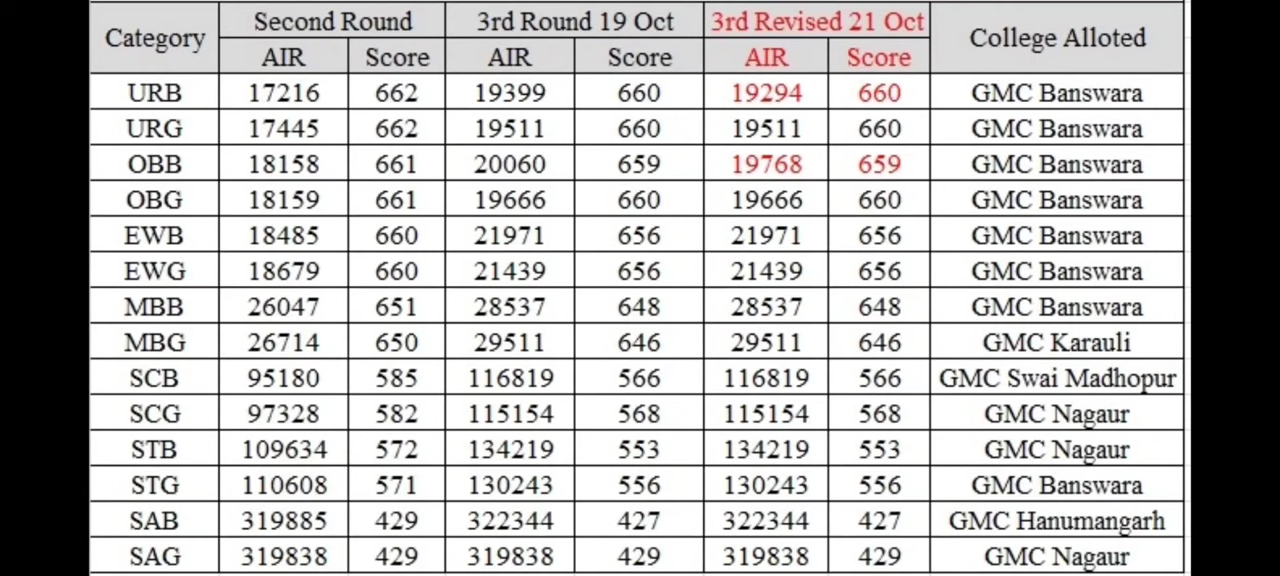 Category Second Round 3rd Round 19 Oct 3rd Revised 21 Oct College Alloted
AIR Score AIR Score AIR Score
URB 17216 662 19399 660 19294 660 GMC Banswara
URG 17445 662 19511 660 19511 660 GMC Banswara
OBB 18158 661 20060 659 19768 659 GMC Banswara
OBG 18159 661 19666 660 19666 660 GMC Banswara
EWB 18485 660 21971 656 21971 656 GMC Banswara
EWG 18679 660 21439 656 21439 656 GMC Banswara
MBB 26047 651 28537 648 28537 648 GMC Banswara
MBG 26714 650 29511 646 29511 646 GMC Karauli
SCB 95180 585 116819 566 116819 566 GMC Swai Madhopur
SCG 97328 582 115154 568 115154 568 GMC Nagaur
STB 109634 572 134219 553 134219 553 GMC Nagaur
STG 110608 571 130243 556 130243 556 GMC Banswara
SAB 319885 429 322344 427 322344 427 GMC Hanumangarh
SAG 319838 429 319838 429 319838 429 GMC Nagaur